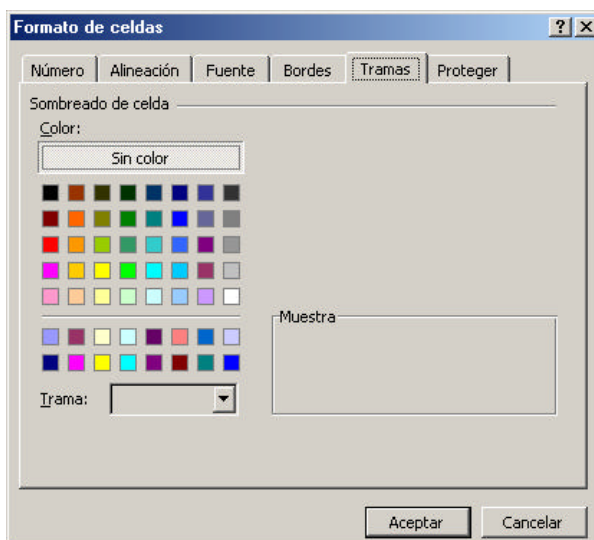 Formato de celdas
Número Alineación Fuente Bordes Tramas Proteger
Sombreado de celda
Color:
Sin color
Muestra
Trama:
Aceptar Cancelar